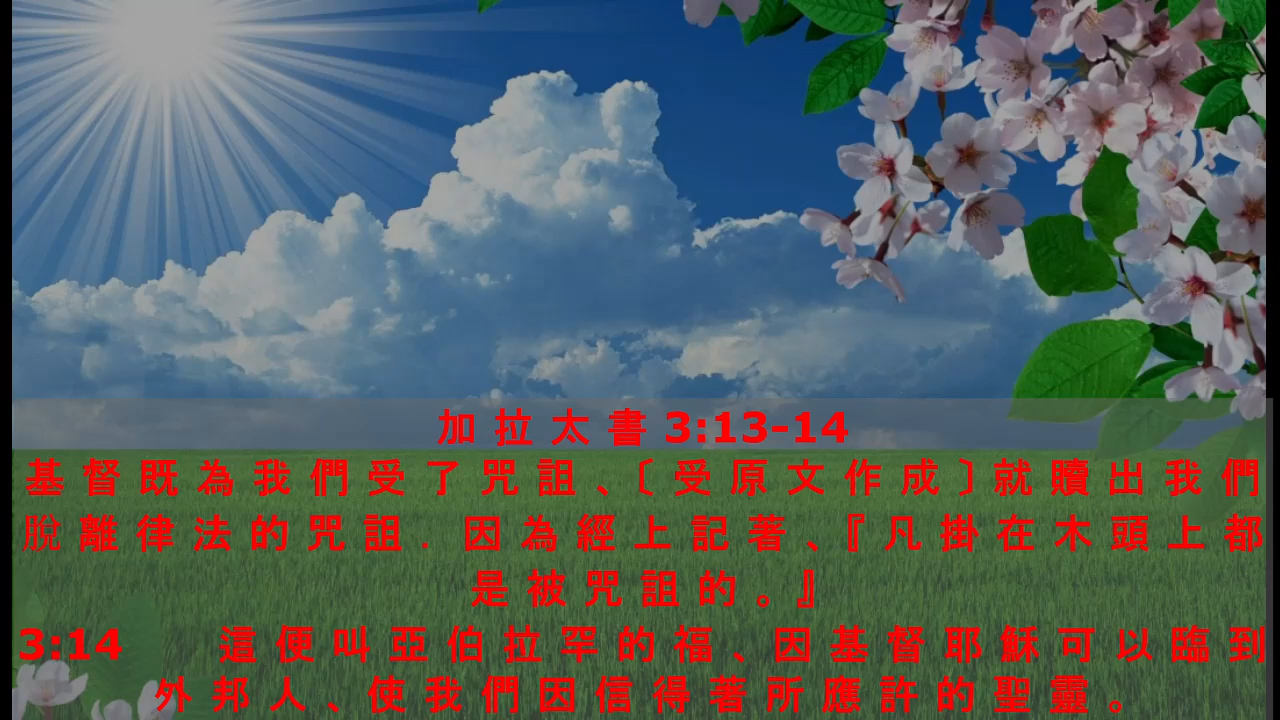 加拉太書 3:13-14
基督既為我們受了咒詛、〔受原文作成〕就贖出我們
脫離律法的咒詛．因為經上記著、『凡掛在木頭上都
是被咒詛的。』
3:14 這便叫亞伯拉罕的福、因基督耶穌可以臨到
外邦人、使我們因信得著所應許的聖靈。